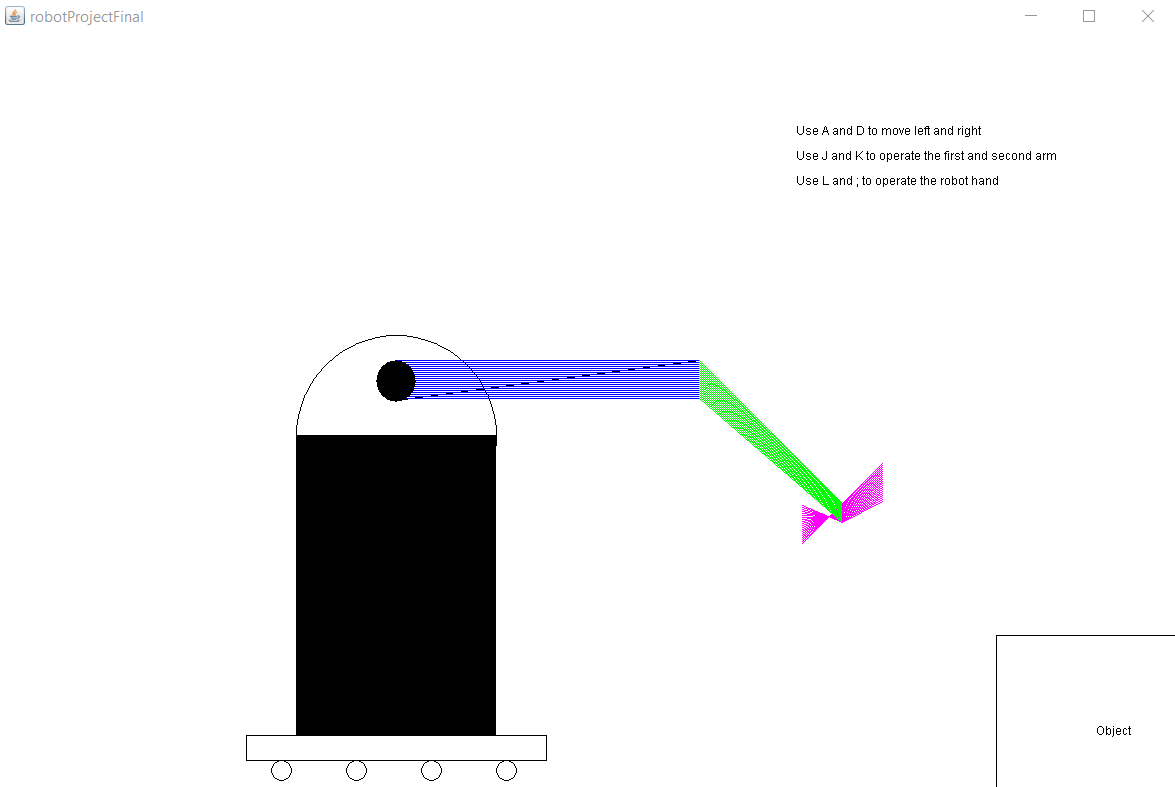 robotProjectFinal
Use A and D to move left and right
Use J and K to operate the first and second arm
Use L and ; to operate the robot hand
Object